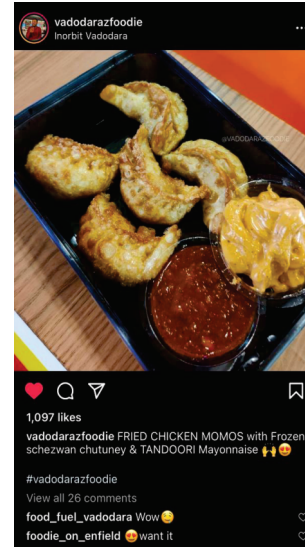 vadodarazfoodie
Inorbit Vadodara
@VADODARAZFOODIE
1,097 likes
vadodarazfoodie FRIED CHICKEN MOMOS with Frozen
schezwan chutuney & TANDOORI Mayonnaise 🙌😍
#vadodarazfoodie
View all 26 comments
food_fuel_vadodara Wow😋
foodie_on_enfield 😍want it